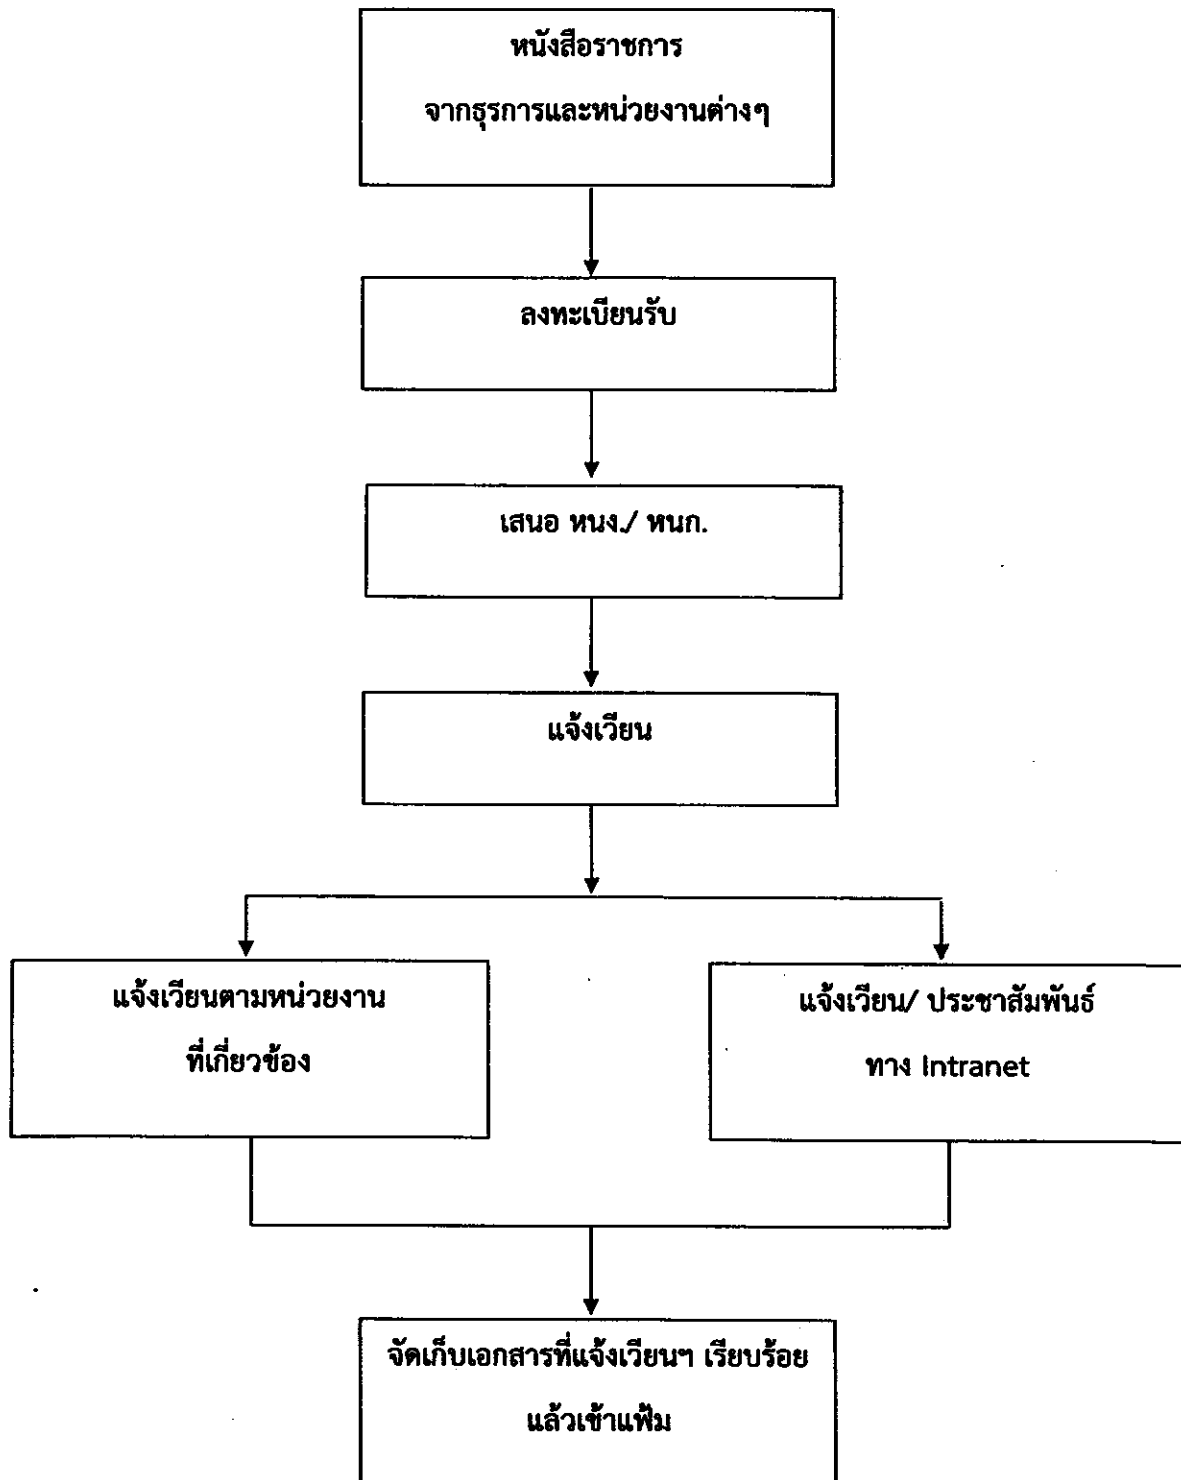 หนังสือราชการ
จากธุรการและหน่วยงานต่างๆ
ลงทะเบียนรับ
เสนอ หนง./ หนก.
แจ้งเวียน
แจ้งเวียนตามหน่วยงาน
ที่เกี่ยวข้อง
แจ้งเวียน/ ประชาสัมพันธ์
ทาง Intranet
จัดเก็บเอกสารที่แจ้งเวียนฯ เรียบร้อย
แล้วเข้าแฟ้ม